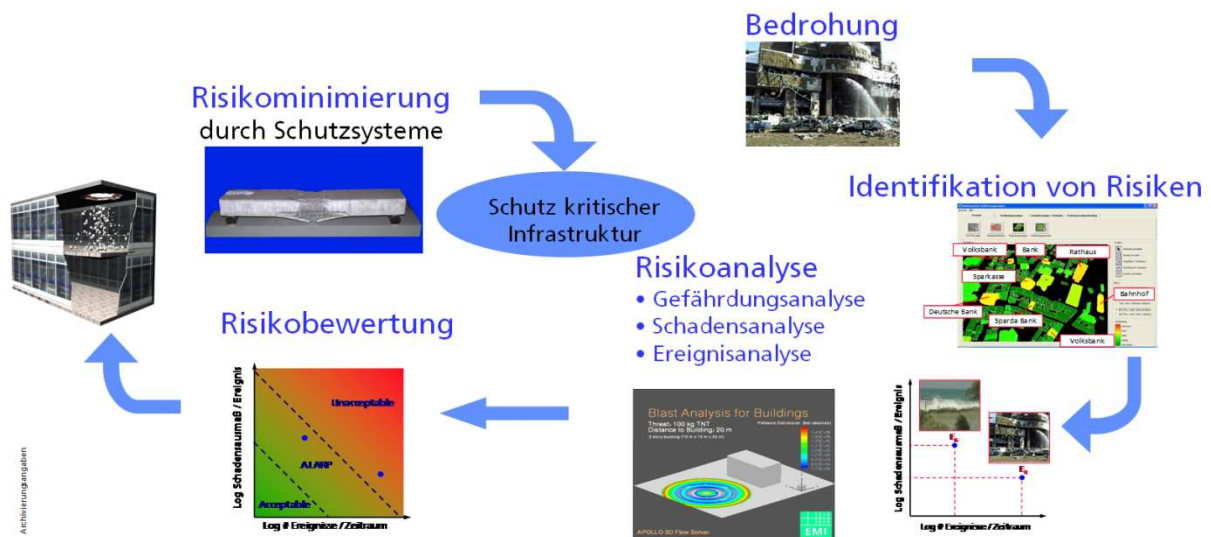 Bedrohung
Risikominimierung
durch Schutzsysteme
Schutz kritischer
Infrastruktur
Identifikation von Risiken
Volksbank
Bank
Rathaus
Sparkasse
Bahnhof
Deutsche Bank
Sparda Bank
Volksbank
Risikoanalyse
• Gefährdungsanalyse
• Schadensanalyse
• Ereignisanalyse
Risikobewertung
Log Schadensausmaß / Ereignis
Unacceptable
ALARP
Acceptable
Log # Ereignisse / Zeitraum
Blast Analysis for Buildings
Threat: 100 kg TNT
Distance to Building: 20 m
APOLLO 3D Flow Solver
EMI
Log Schadensausmaß / Ereignis
Log # Ereignisse / Zeitraum
Archivierungsangaben